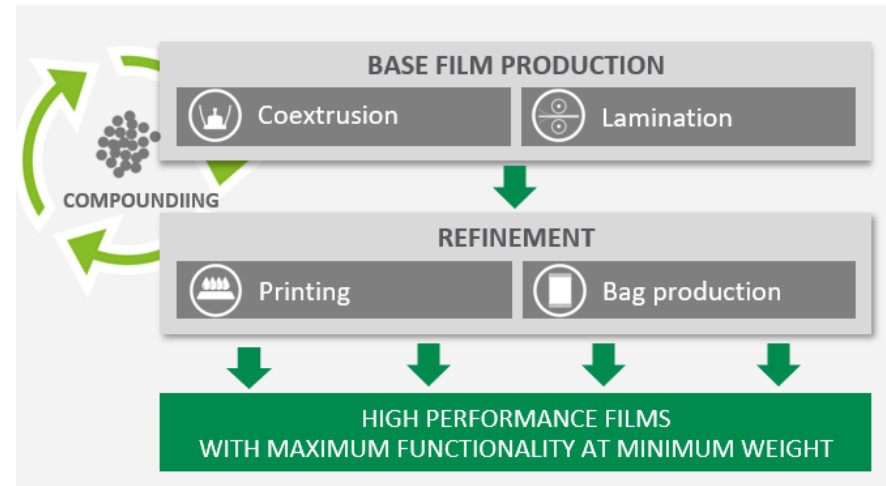 BASE FILM PRODUCTION
Coextrusion
Lamination
COMPOUNDIING
REFINEMENT
Printing
Bag production
HIGH PERFORMANCE FILMS
WITH MAXIMUM FUNCTIONALITY AT MINIMUM WEIGHT